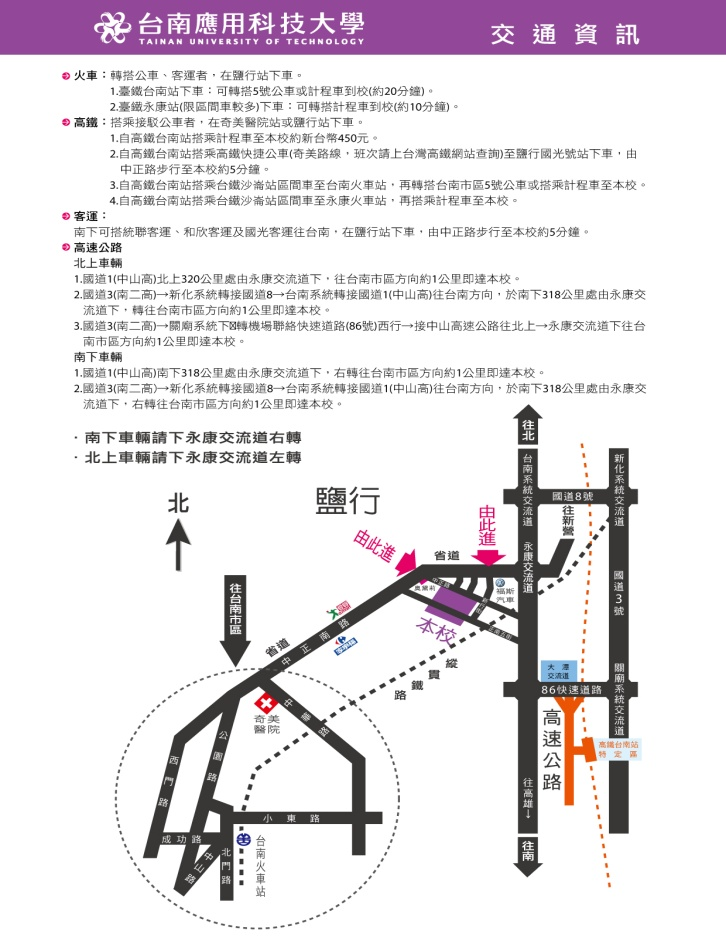 台南應用科技大學
TAINAN UNIVERSITY OF TECHNOLOGY
交通資訊
火車：轉搭公車、客運者，在鹽行站下車。
1.臺鐵台南站下車：可轉搭5號公車或計程車到校(約20分鐘)。
2.臺鐵永康站(限區間車較多)下車：可轉搭計程車到校(約10分鐘)。
高鐵：搭乘接駁公車者，在奇美醫院站或鹽行站下車。
1.自高鐵台南站搭乘計程車至本校約新台幣450元。
2.自高鐵台南站搭乘高鐵快捷公車(奇美路線，班次請上台灣高鐵網站查詢)至鹽行國光號站下車，由
中正路步行至本校約5分鐘。
3.自高鐵台南站搭乘台鐵沙崙站區間車至台南火車站，再轉搭台南市區5號公車或搭乘計程車至本校。
4.自高鐵台南站搭乘台鐵沙崙站區間車至永康火車站，再搭乘計程車至本校。
客運：
南下可搭統聯客運、和欣客運及國光客運往台南，在鹽行站下車，由中正路步行至本校約5分鐘。
高速公路
北上車輛
1.國道1(中山高)北上320公里處由永康交流道下，往台南市區方向約1公里即達本校。
2.國道3(南二高)→新化系統轉接國道8→台南系統轉接國道1(中山高)往台南方向，於南下318公里處由永康交
流道下，轉往台南市區方向約1公里即達本校。
3.國道3(南二高)→關廟系統下轉機場聯絡快速道路(86號)西行→接中山高速公路往北上→永康交流道下往台
南市區方向約1公里即達本校。
南下車輛
1.國道1(中山高)南下318公里處由永康交流道下，右轉往台南市區方向約1公里即達本校。
2.國道3(南二高)→新化系統轉接國道8→台南系統轉接國道1(中山高)往台南方向，於南下318公里處由永康交
流道下，右轉往台南市區方向約1公里即達本校。
·南下車輛請下永康交流道右轉
·北上車輛請下永康交流道左轉
往北
台南系統交流道
新化系統交流道
北
鹽行
國道8號
往新營
由此進
由此進
省道
永康交流道
奧黛莉
福斯
汽車
國道3號
往台南市區
本校
省道
中正南路
家樂福
縱貫鐵路
大潭
交流道
86快速道路
關廟系統交流道
奇美
醫院
中華路
高速公路
高鐵台南站
特定區
公園路
西門路
往高雄→
小東路
成功路
中山路
北門路
台南火車站
往南